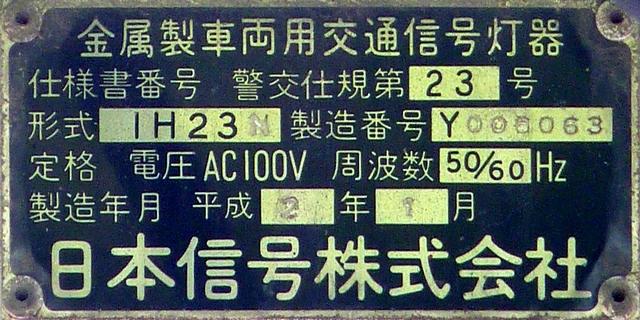 金属製車両用交通信号灯器
仕様書番号 警交仕規第 23 号
形式 1H23N 製造番号 Y005063
定格 電圧 AC100V 周波数 50/60 Hz
製造年月 平成 2 年 1 月
日本信号株式会社